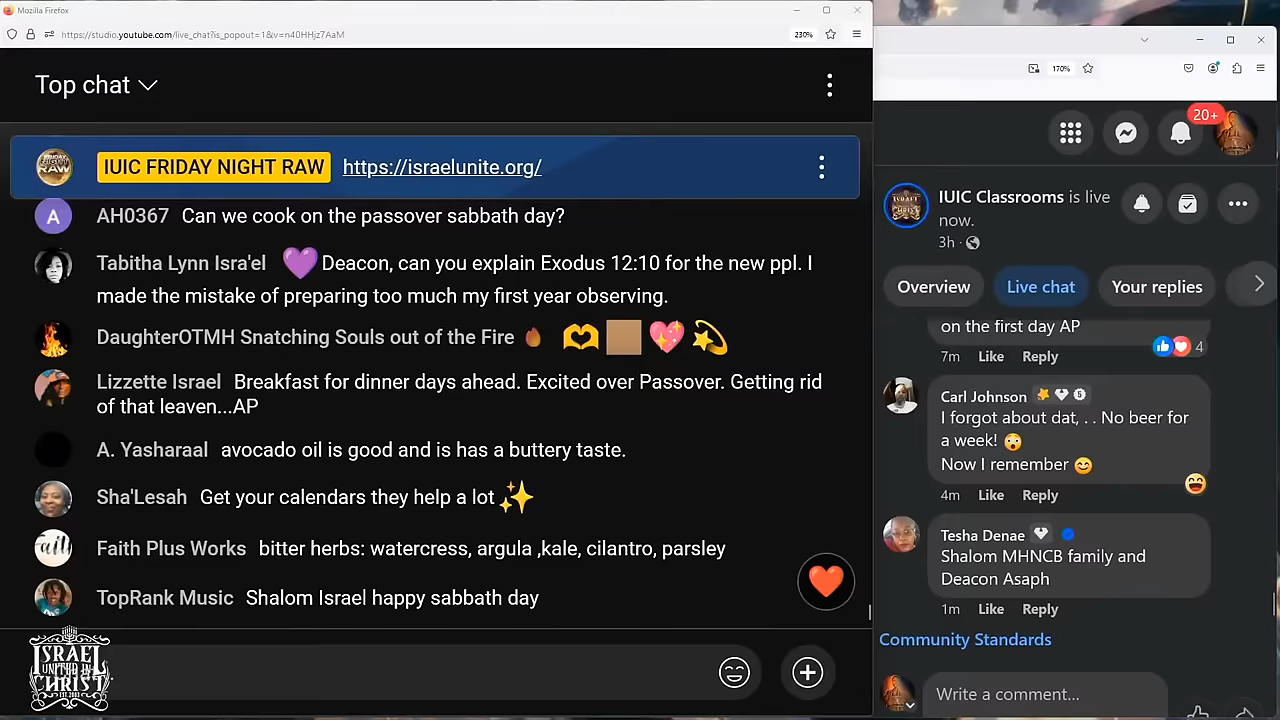 Mozilla Firefox
https://studio.youtube.com/live_chat?is_popout=1&v=n40HHjz7AaM
230%
Top chat
IUIC FRIDAY NIGHT RAW https://israelunite.org/
A AH0367 Can we cook on the passover sabbath day?
Tabitha Lynn Isra'el 💜 Deacon, can you explain Exodus 12:10 for the new ppl. I
made the mistake of preparing too much my first year observing.
DaughterOTMH Snatching Souls out of the Fire
Lizzette Israel Breakfast for dinner days ahead. Excited over Passover. Getting rid
of that leaven...AP
A. Yasharaal avocado oil is good and is has a buttery taste.
Sha'Lesah Get your calendars they help a lot ✨
Faith Plus Works bitter herbs: watercress, argula ,kale, cilantro, parsley
TopRank Music Shalom Israel happy sabbath day
ISRAEL
UNITED IN
CHRIST
EST. 2003
170%
20+
IUIC Classrooms is live
now.
3h
Overview Live chat Your replies
on the first day AP
7m Like Reply 4
Carl Johnson
I forgot about dat, . . No beer for
a week! 😳
Now I remember 😊
4m Like Reply
Tesha Denae
Shalom MHNCB family and
Deacon Asaph
1m Like Reply
Community Standards
Write a comment...